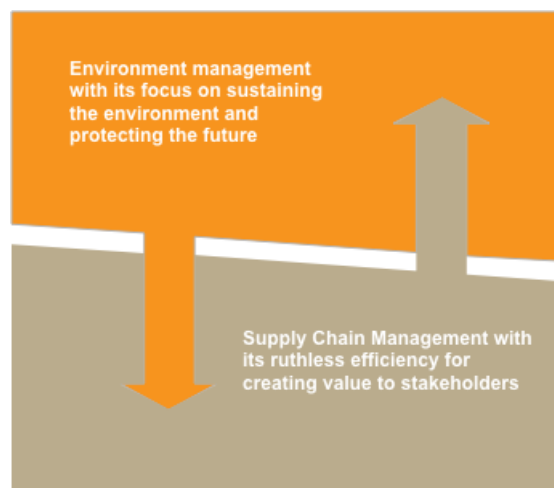 Environment management
with its focus on sustaining
the environment and
protecting the future
Supply Chain Management with
its ruthless efficiency for
creating value to stakeholders